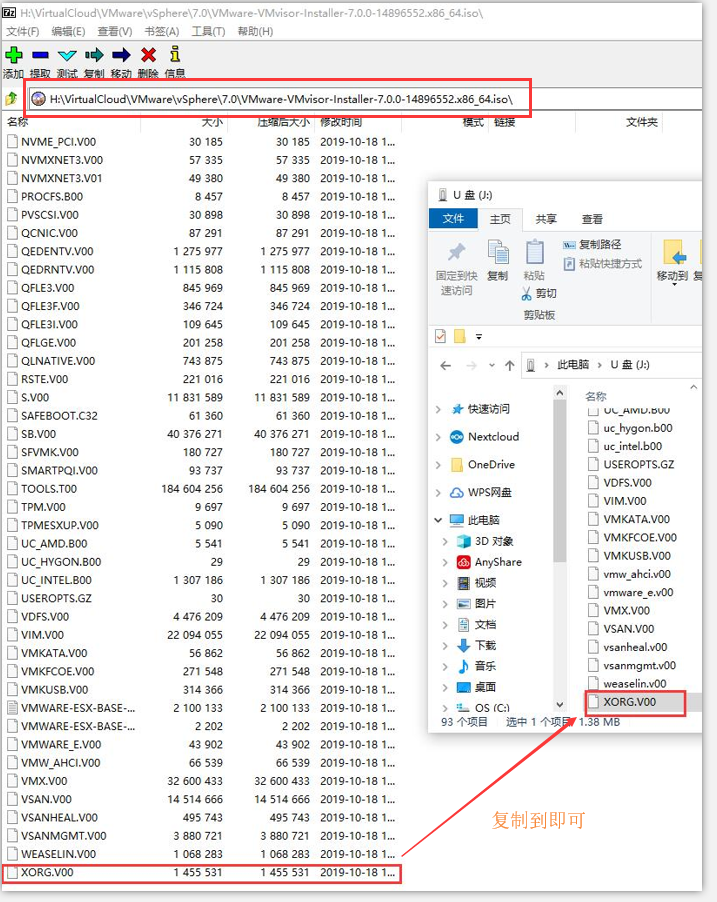 H:\VirtualCloud\VMware\vSphere\7.0\VMware-VMvisor-Installer-7.0.0-14896552.x86_64.iso\
文件(F) 编辑(E) 查看(V) 书签(A) 工具(T) 帮助(H)
添加 提取 测试 复制 移动 删除 信息
H:\VirtualCloud\VMware\vSphere\7.0\VMware-VMvisor-Installer-7.0.0-14896552.x86_64.iso\
名称 大小 压缩后大小 修改时间 模式 链接 文件夹
NVME_PCI.V00 30 185 30 185 2019-10-18 1...
NVMXNET3.V00 57 335 57 335 2019-10-18 1...
NVMXNET3.V01 49 380 49 380 2019-10-18 1...
PROCFS.B00 8 457 8 457 2019-10-18 1...
PVSCSI.V00 30 898 30 898 2019-10-18 1...
QCNIC.V00 87 291 87 291 2019-10-18 1...
QEDENTV.V00 1 275 977 1 275 977 2019-10-18 1...
QEDRNTV.V00 1 115 808 1 115 808 2019-10-18 1...
QFLE3.V00 845 969 845 969 2019-10-18 1...
QFLE3F.V00 346 724 346 724 2019-10-18 1...
QFLE3I.V00 109 645 109 645 2019-10-18 1...
QFLGE.V00 201 258 201 258 2019-10-18 1...
QLNATIVE.V00 743 875 743 875 2019-10-18 1...
RSTE.V00 221 016 221 016 2019-10-18 1...
S.V00 11 831 589 11 831 589 2019-10-18 1...
SAFEBOOT.C32 61 360 61 360 2019-10-18 1...
SB.V00 40 376 271 40 376 271 2019-10-18 1...
SFVMK.V00 180 727 180 727 2019-10-18 1...
SMARTPQI.V00 93 737 93 737 2019-10-18 1...
TOOLS.T00 184 604 256 184 604 256 2019-10-18 1...
TPM.V00 9 697 9 697 2019-10-18 1...
TPMESXUP.V00 5 090 5 090 2019-10-18 1...
UC_AMD.B00 5 541 5 541 2019-10-18 1...
UC_HYGON.B00 29 29 2019-10-18 1...
UC_INTEL.B00 1 307 186 1 307 186 2019-10-18 1...
USEROPTS.GZ 30 30 2019-10-18 1...
VDFS.V00 4 476 209 4 476 209 2019-10-18 1...
VIM.V00 22 094 055 22 094 055 2019-10-18 1...
VMKATA.V00 56 862 56 862 2019-10-18 1...
VMKFCOE.V00 271 548 271 548 2019-10-18 1...
VMKUSB.V00 314 366 314 366 2019-10-18 1...
VMWARE-ESX-BASE-... 2 100 133 2 100 133 2019-10-18 1...
VMWARE-ESX-BASE-... 2 202 2 202 2019-10-18 1...
VMWARE_E.V00 43 902 43 902 2019-10-18 1...
VMW_AHCI.V00 66 539 66 539 2019-10-18 1...
VMX.V00 32 600 433 32 600 433 2019-10-18 1...
VSAN.V00 14 514 666 14 514 666 2019-10-18 1...
VSANHEAL.V00 495 743 495 743 2019-10-18 1...
VSANMGMT.V00 3 880 721 3 880 721 2019-10-18 1...
WEASELIN.V00 1 068 283 1 068 283 2019-10-18 1...
XORG.V00 1 455 531 1 455 531 2019-10-18 1...
U 盘 (J:)
文件 主页 共享 查看
固定到快速访问
复制
粘贴
复制路径
粘贴快捷方式
剪切
移动到
剪贴板
此电脑 › U 盘 (J:)
快速访问
Nextcloud
OneDrive
WPS网盘
此电脑
3D 对象
AnyShare
视频
图片
文档
下载
音乐
桌面
OS (C:)
名称
UC_AMD.B00
uc_hygon.b00
uc_intel.b00
USEROPTS.GZ
VDFS.V00
VIM.V00
VMKATA.V00
VMKFCOE.V00
VMKUSB.V00
vmw_ahci.v00
vmware_e.v00
VMX.V00
VSAN.V00
vsanheal.v00
vsanmgmt.v00
weaselin.v00
XORG.V00
93 个项目 选中 1 个项目 1.38 MB
复制到即可